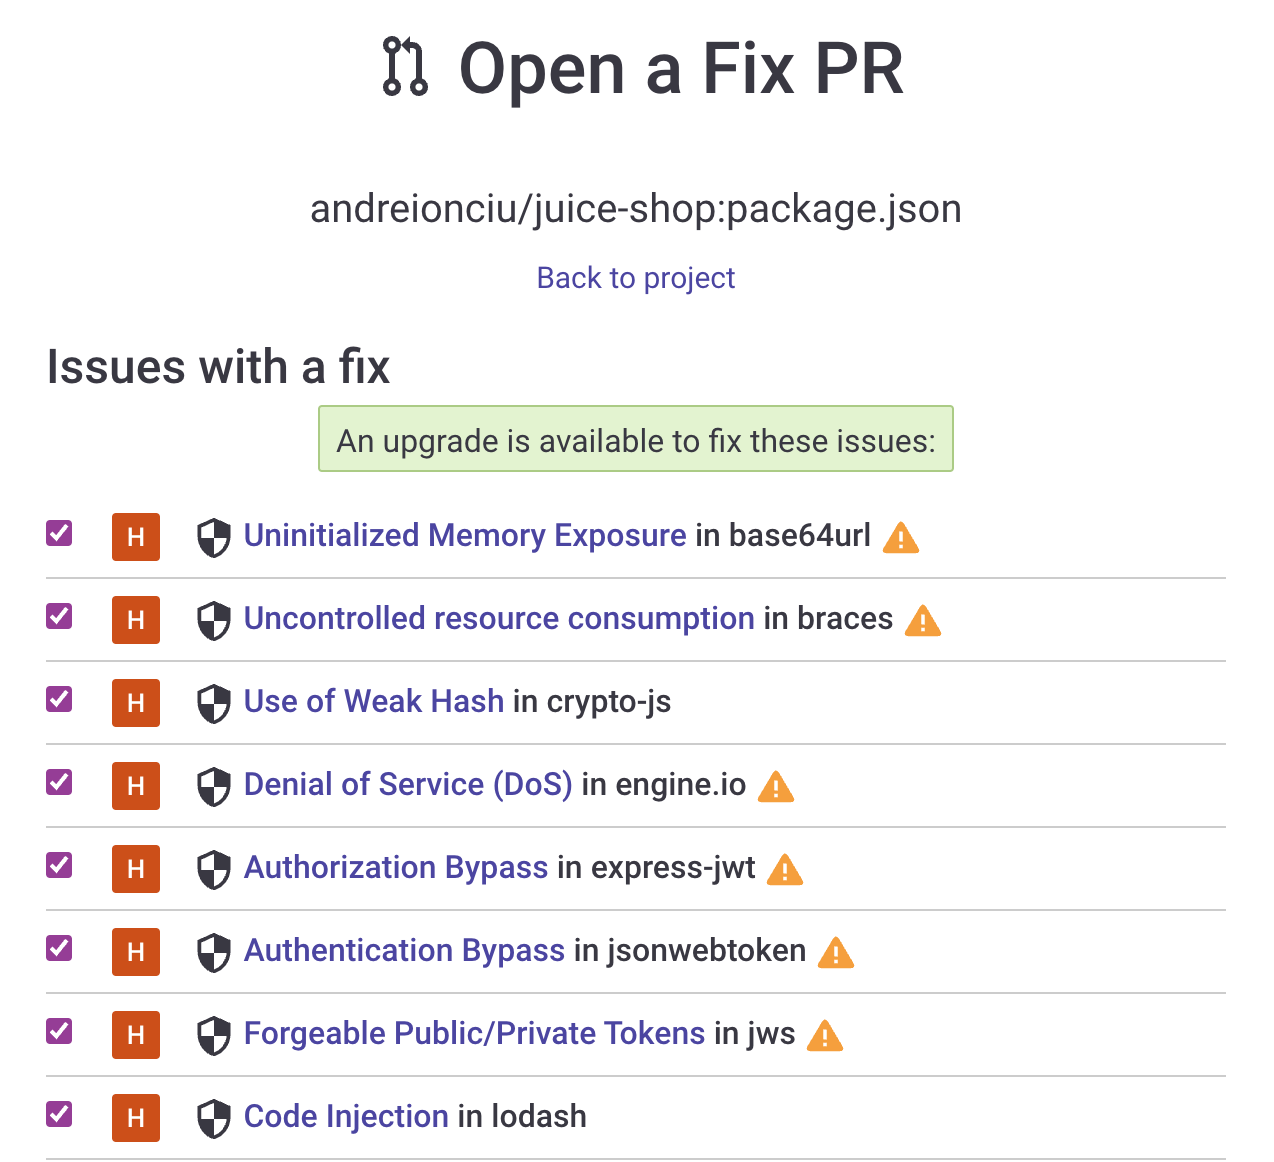 Open a Fix PR
andreionciu/juice-shop:package.json
Back to project
Issues with a fix
An upgrade is available to fix these issues:
H Uninitialized Memory Exposure in base64url
H Uncontrolled resource consumption in braces
H Use of Weak Hash in crypto-js
H Denial of Service (DoS) in engine.io
H Authorization Bypass in express-jwt
H Authentication Bypass in jsonwebtoken
H Forgeable Public/Private Tokens in jws
H Code Injection in lodash